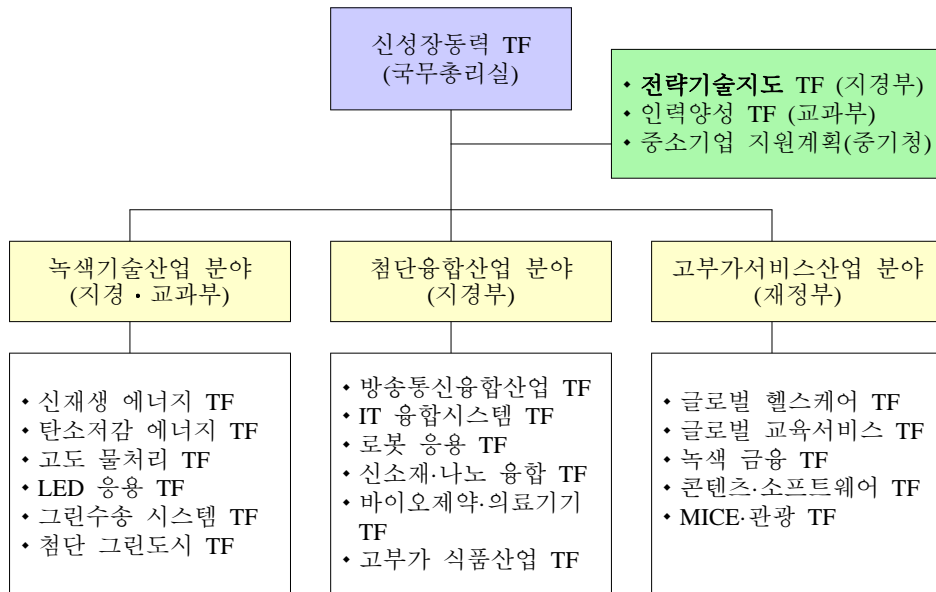 신성장동력 TF
(국무총리실)
◆ 전략기술지도 TF (지경부)
◆ 인력양성 TF (교과부)
◆ 중소기업 지원계획(중기청)
녹색기술산업 분야
(지경·교과부)
첨단융합산업 분야
(지경부)
고부가서비스산업 분야
(재정부)
◆ 신재생 에너지 TF
◆ 탄소저감 에너지 TF
◆ 고도 물처리 TF
◆ LED 응용 TF
◆ 그린수송 시스템 TF
◆ 첨단 그린도시 TF
◆ 방송통신융합산업 TF
◆ IT 융합시스템 TF
◆ 로봇 응용 TF
◆ 신소재·나노 융합 TF
◆ 바이오제약·의료기기
TF
◆ 고부가 식품산업 TF
◆ 글로벌 헬스케어 TF
◆ 글로벌 교육서비스 TF
◆ 녹색 금융 TF
◆ 콘텐츠·소프트웨어 TF
◆ MICE·관광 TF